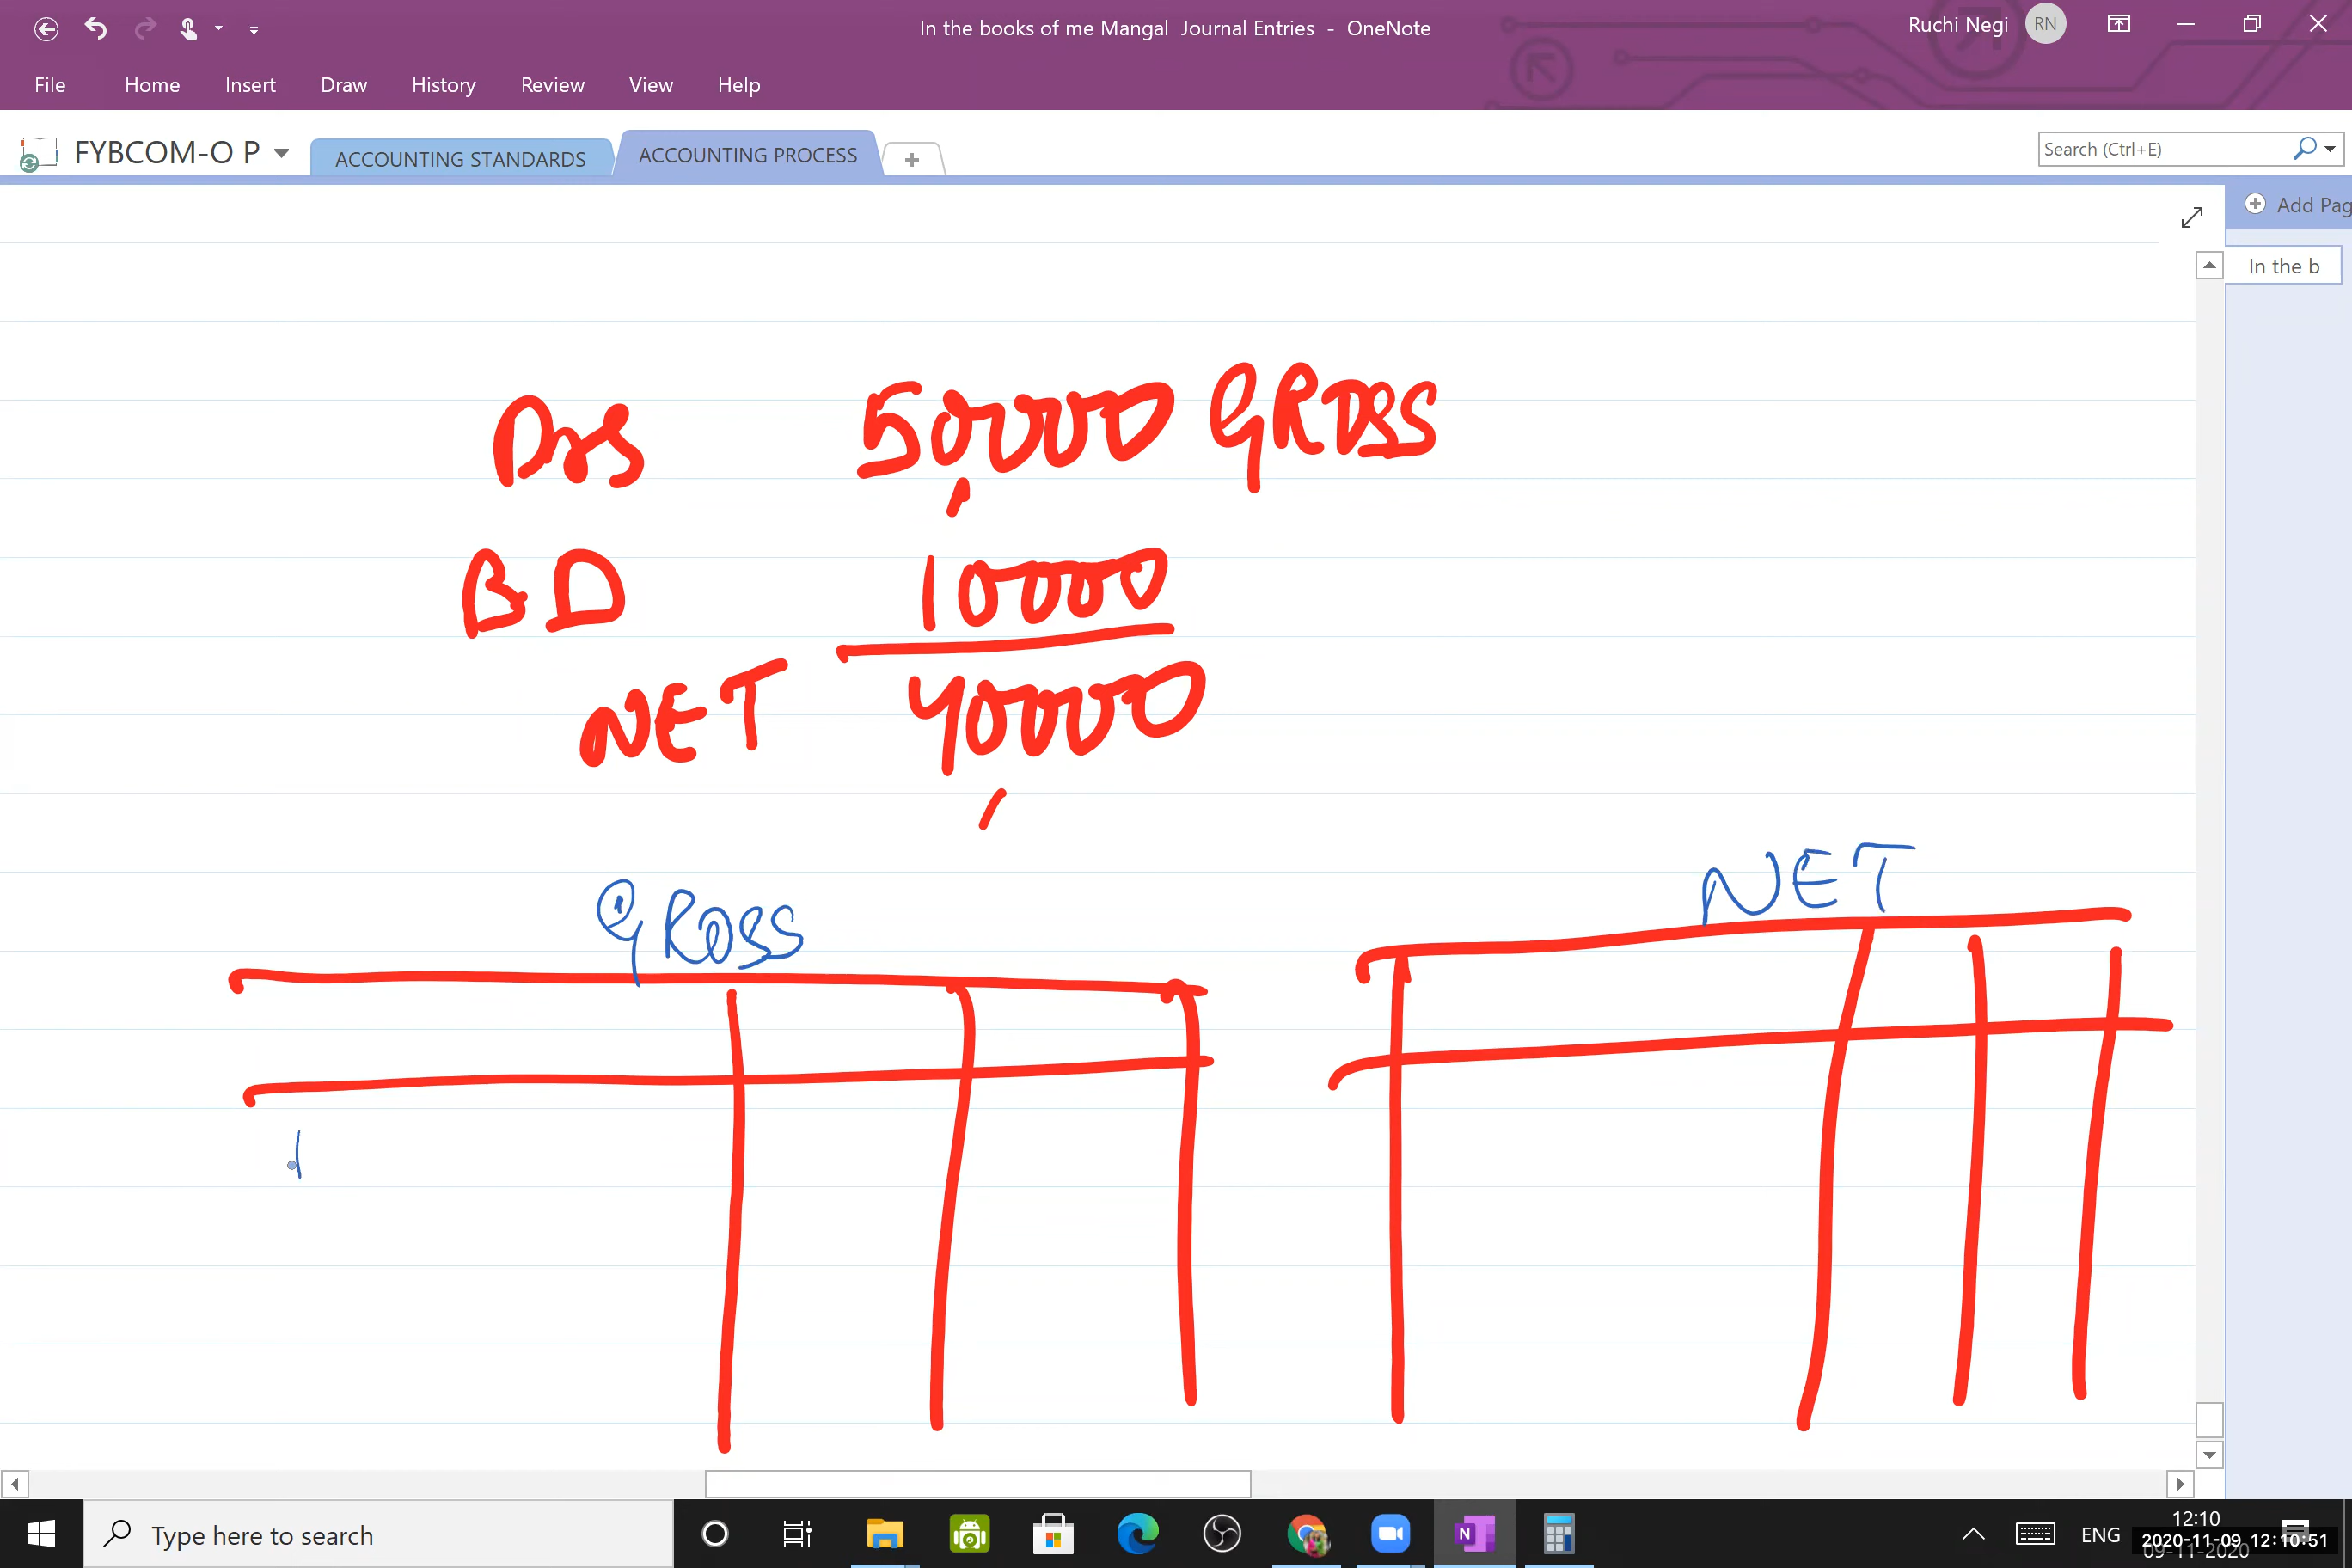 In the books of me Mangal Journal Entries - OneNote
Ruchi Negi RN
File Home Insert Draw History Review View Help
FYBCOM-O P ACCOUNTING STANDARDS ACCOUNTING PROCESS +
Search (Ctrl+E)
Add Pag
In the b
50,000 GROSS
BD 10000
NET 40000
GROSS
NET
Type here to search
ENG
12:10
2020-11-09 12:10:51
09-11-2020